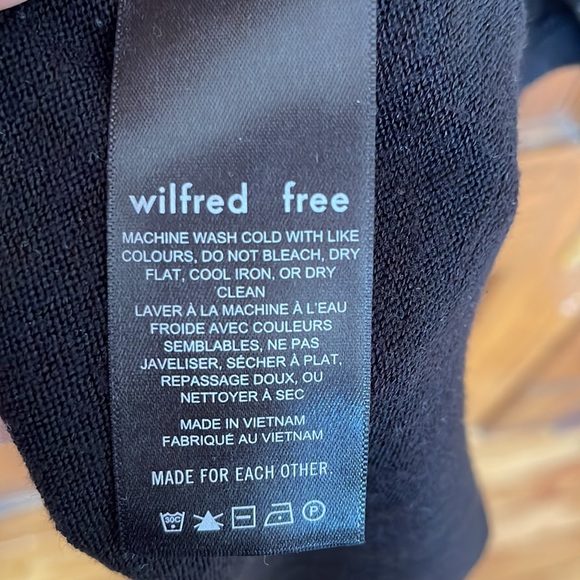 wilfred free
MACHINE WASH COLD WITH LIKE
COLOURS, DO NOT BLEACH, DRY
FLAT, COOL IRON, OR DRY
CLEAN
LAVER À LA MACHINE À L'EAU
FROIDE AVEC COULEURS
SEMBLABLES, NE PAS
JAVELISER, SÉCHER À PLAT.
REPASSAGE DOUX, OU
NETTOYER À SEC
MADE IN VIETNAM
FABRIQUÉ AU VIETNAM
MADE FOR EACH OTHER.
30C P